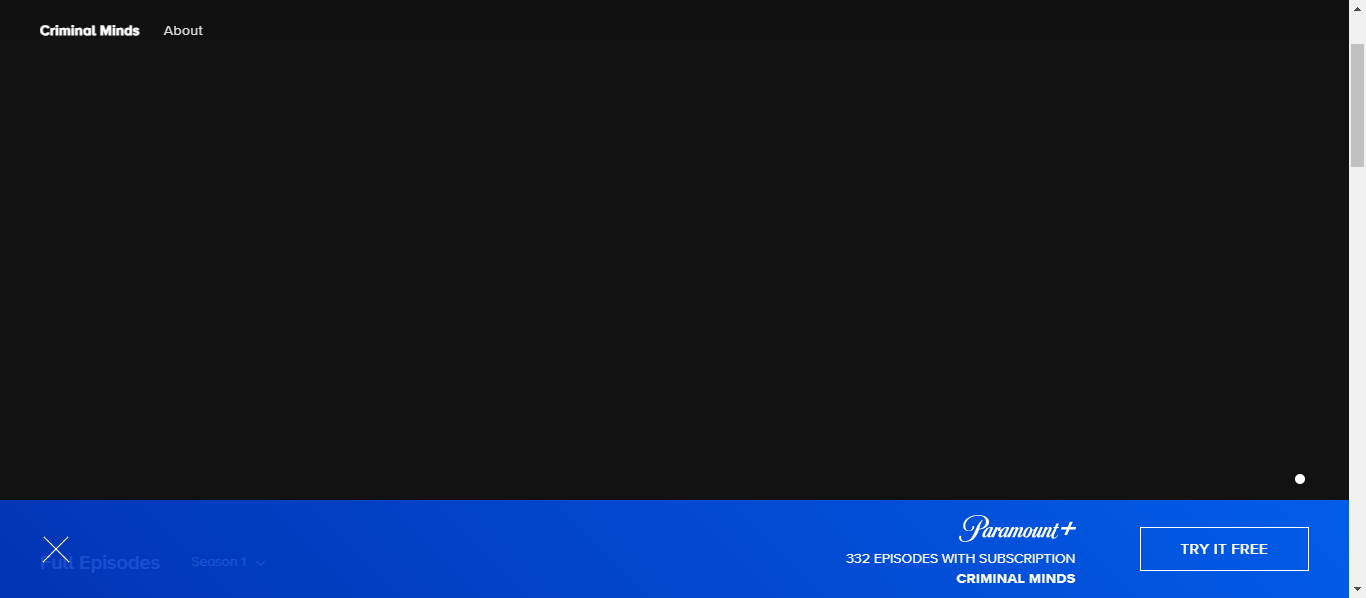 Criminal Minds About
Paramount+
332 EPISODES WITH SUBSCRIPTION
CRIMINAL MINDS
TRY IT FREE
Full Episodes Season 1